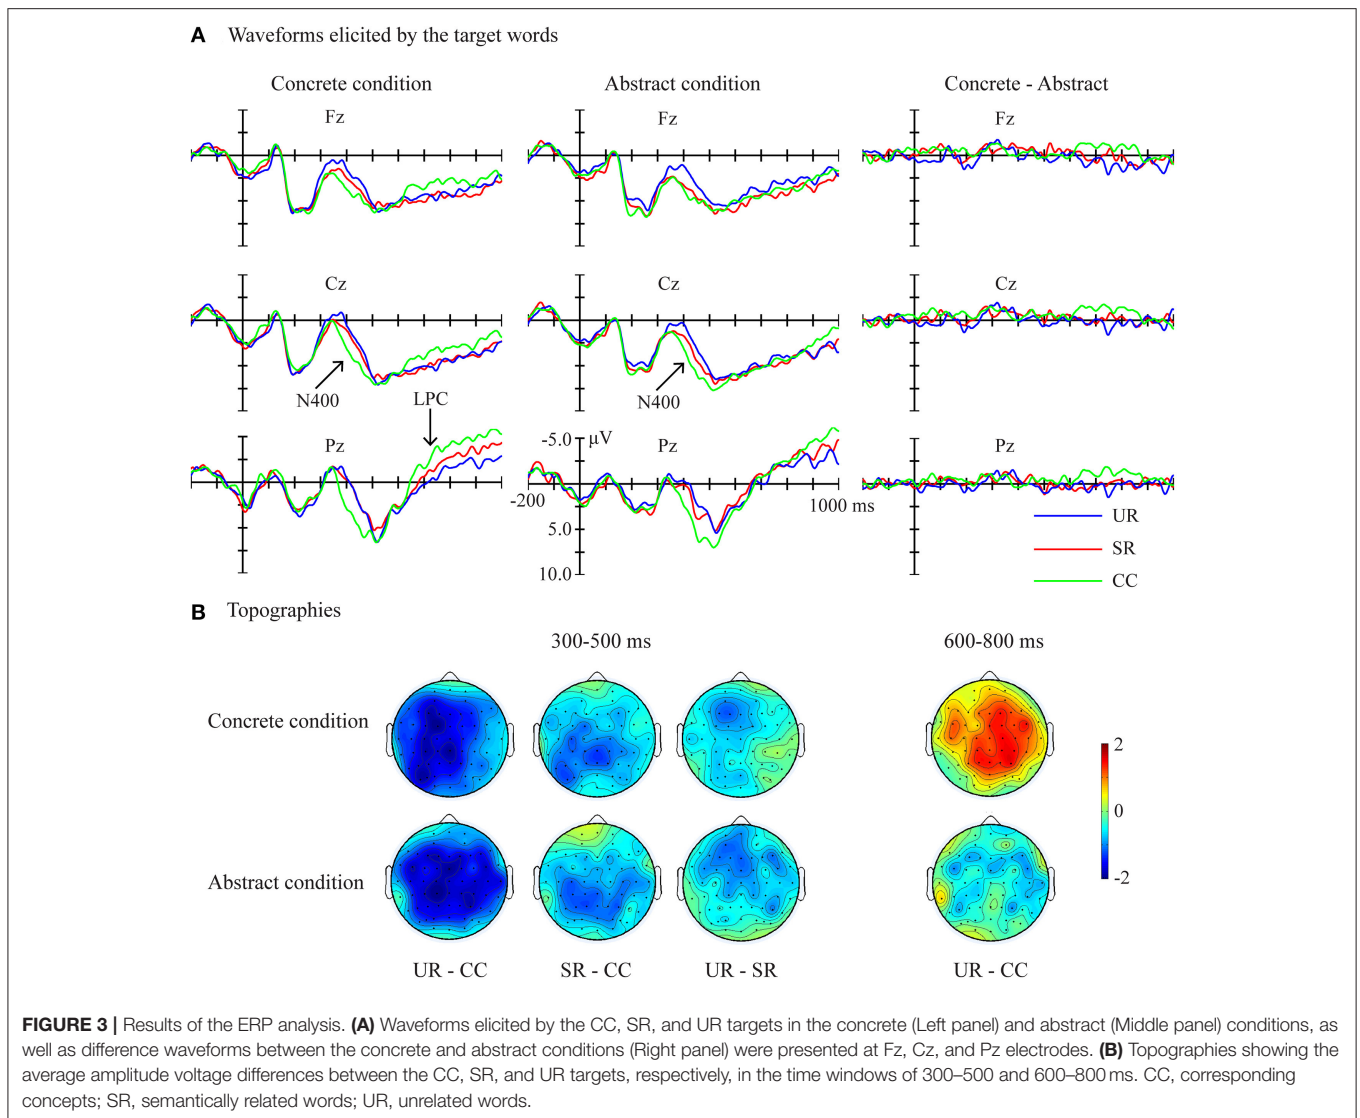 A Waveforms elicited by the target words
Concrete condition
Abstract condition
Concrete - Abstract
Fz
Fz
Fz
Cz
Cz
Cz
N400
LPC
N400
Pz
-5.0
μV
Pz
Pz
-200
1000 ms
5.0
10.0
UR
SR
CC
B Topographies
300-500 ms
600-800 ms
Concrete condition
Abstract condition
2
0
-2
UR - CC
SR - CC
UR - SR
UR - CC
FIGURE 3 | Results of the ERP analysis. (A) Waveforms elicited by the CC, SR, and UR targets in the concrete (Left panel) and abstract (Middle panel) conditions, as
well as difference waveforms between the concrete and abstract conditions (Right panel) were presented at Fz, Cz, and Pz electrodes. (B) Topographies showing the
average amplitude voltage differences between the CC, SR, and UR targets, respectively, in the time windows of 300–500 and 600–800 ms. CC, corresponding
concepts; SR, semantically related words; UR, unrelated words.